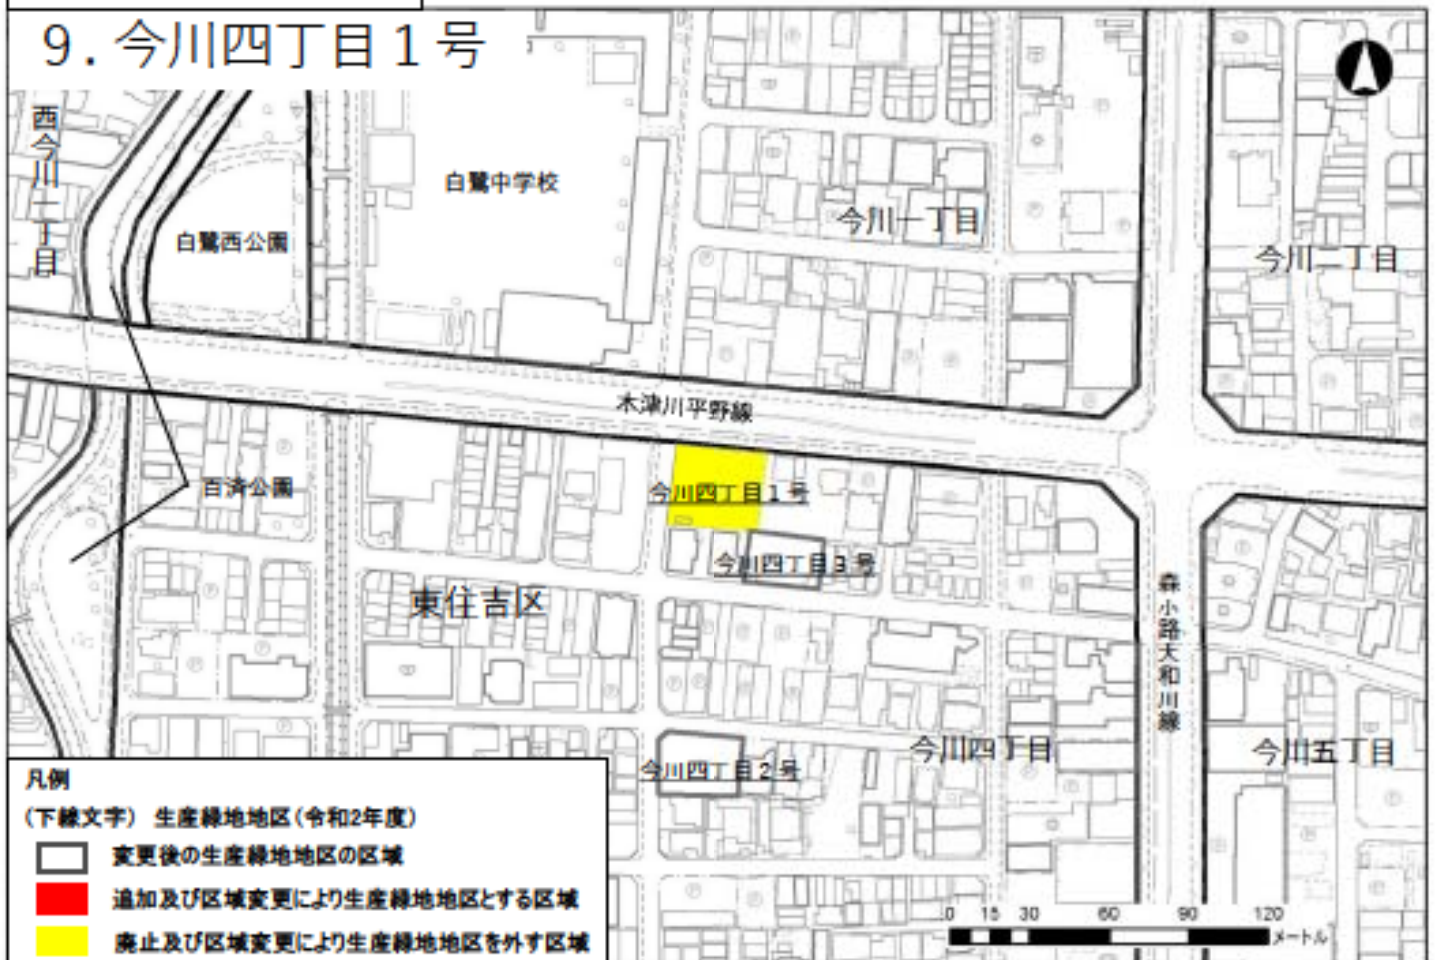 9．今川四丁目１号
西今川一丁目
白鷺中学校
白鷺西公園
今川一丁目
今川二丁目
木津川平野線
今川四丁目１号
百済公園
今川四丁目３号
東住吉区
森小路大和川線
今川四丁目
今川五丁目
今川四丁目２号
凡例
（下線文字） 生産緑地地区（令和2年度）
変更後の生産緑地地区の区域
追加及び区域変更により生産緑地地区とする区域
廃止及び区域変更により生産緑地地区を外す区域
0 15 30 60 90 120
メートル